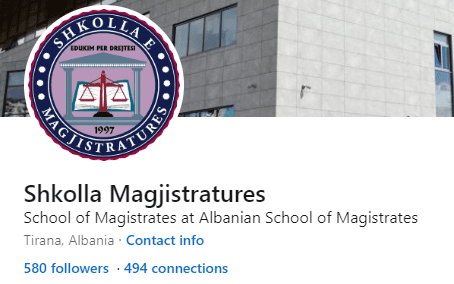 SHKOLLA E
EDUKIM PER DREJTESI
1997
MAGJISTRATURES
Shkolla Magjistratures
School of Magistrates at Albanian School of Magistrates
Tirana, Albania · Contact info
580 followers · 494 connections